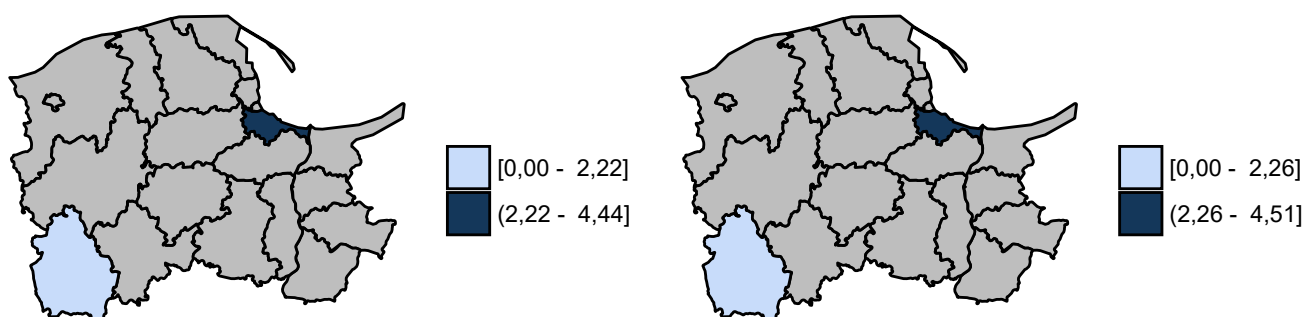 [0,00 -  2,22]
(2,22 -  4,44]
[0,00 -  2,26]
(2,26 -  4,51]